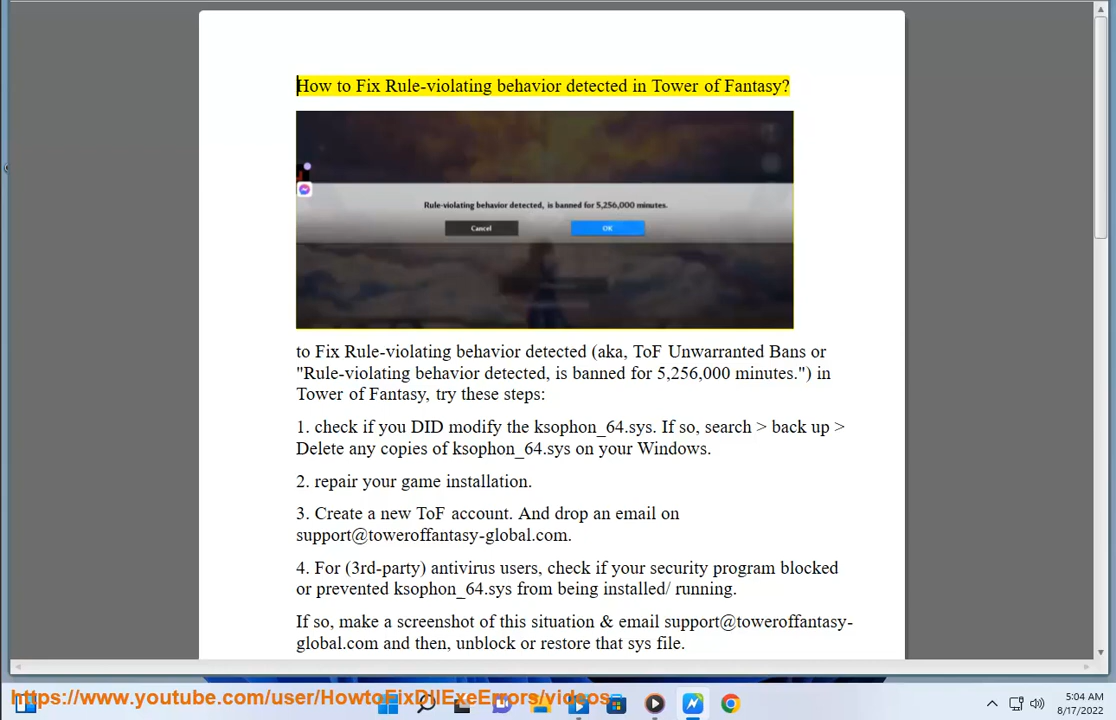 How to Fix Rule-violating behavior detected in Tower of Fantasy?
Rule-violating behavior detected, is banned for 5,256,000 minutes.
Cancel
OK
to Fix Rule-violating behavior detected (aka, ToF Unwarranted Bans or
"Rule-violating behavior detected, is banned for 5,256,000 minutes.") in
Tower of Fantasy, try these steps:
1. check if you DID modify the ksophon_64.sys. If so, search > back up >
Delete any copies of ksophon_64.sys on your Windows.
2. repair your game installation.
3. Create a new ToF account. And drop an email on
support@toweroffantasy-global.com.
4. For (3rd-party) antivirus users, check if your security program blocked
or prevented ksophon_64.sys from being installed/ running.
If so, make a screenshot of this situation & email support@toweroffantasy-
global.com and then, unblock or restore that sys file.
https://www.youtube.com/user/HowtoFixDllExeErrors/videos
5:04 AM
8/17/2022